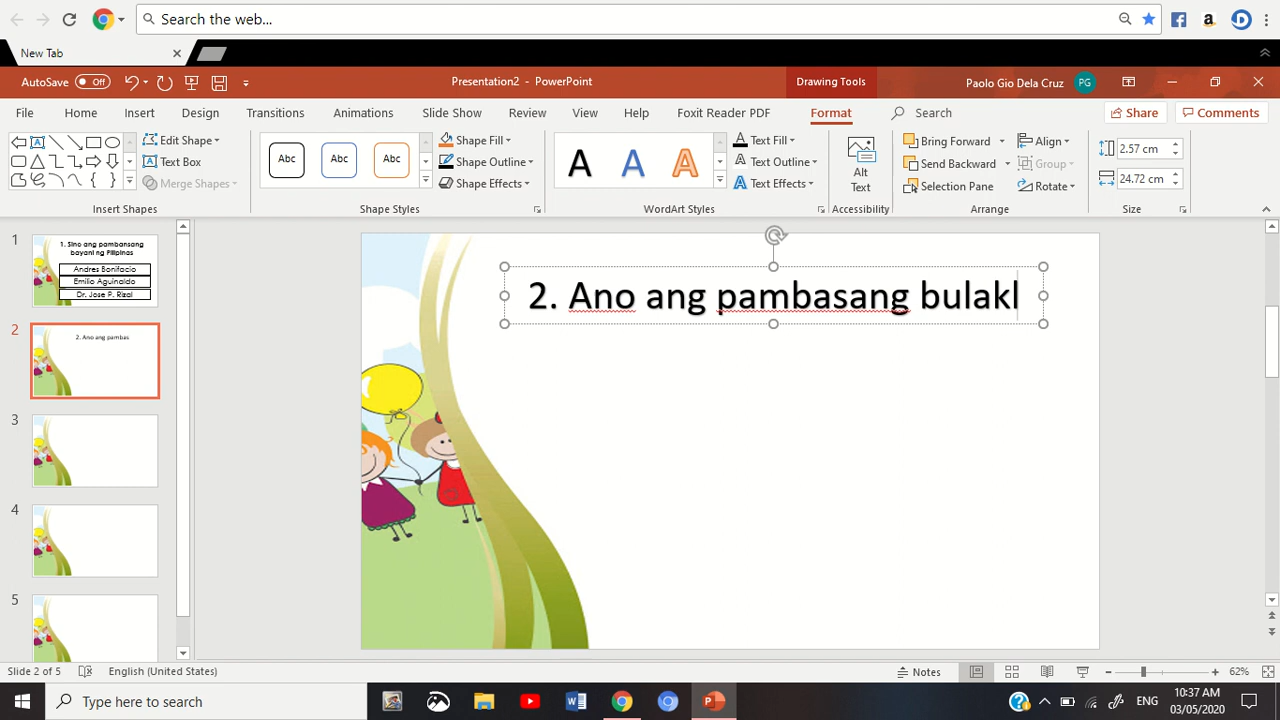 Search the web...
New Tab
AutoSave Off
Presentation2 - PowerPoint
Drawing Tools
Paolo Gio Dela Cruz PG
File Home Insert Design Transitions Animations Slide Show Review View Help Foxit Reader PDF Format Search Share Comments
Edit Shape
Text Box
Merge Shapes
Insert Shapes
Abc Abc Abc
Shape Fill
Shape Outline
Shape Effects
Shape Styles
A A A
Text Fill
Text Outline
Text Effects
WordArt Styles
Alt
Text
Accessibility
Bring Forward
Send Backward
Selection Pane
Align
Group
Rotate
Arrange
2.57 cm
24.72 cm
Size
1
1. Sino ang pambansang
bayani ng Pilipinas
Andres Bonifacio
Emilio Aguinaldo
Dr. Jose P. Rizal
2
2. Ano ang pambas
3
4
5
2. Ano ang pambasang bulakl
Slide 2 of 5 English (United States) Notes 62%
Type here to search
ENG
10:37 AM
03/05/2020